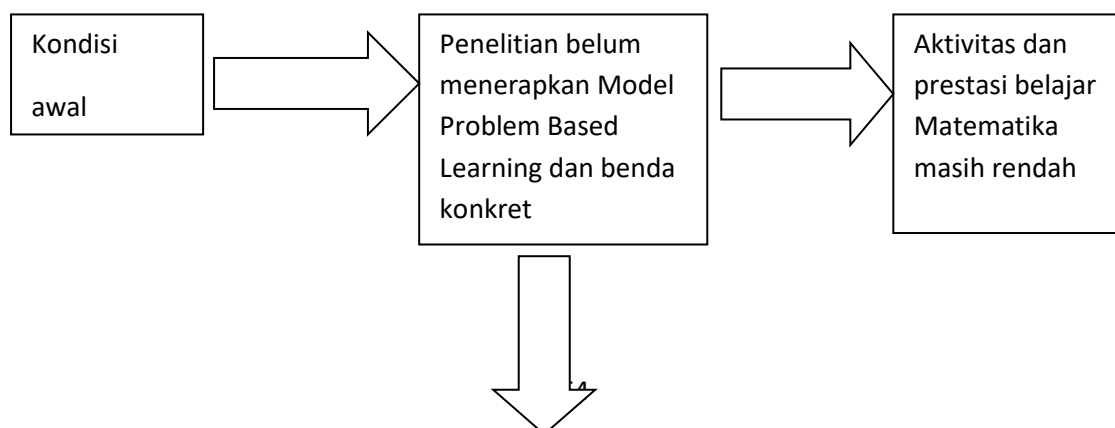 Kondisi
awal
Penelitian belum
menerapkan Model
Problem Based
Learning dan benda
konkret
Aktivitas dan
prestasi belajar
Matematika
masih rendah